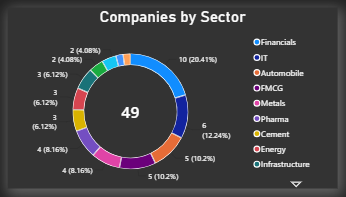 Companies by Sector
2 (4.08%)
2 (4.08%)
3 (6.12%)
3
(6.12%)
3
(6.12%)
4 (8.16%)
4 (8.16%)
5 (10.2%)
5 (10.2%)
6
(12.24%)
10 (20.41%)
49
Financials
IT
Automobile
FMCG
Metals
Pharma
Cement
Energy
Infrastructure